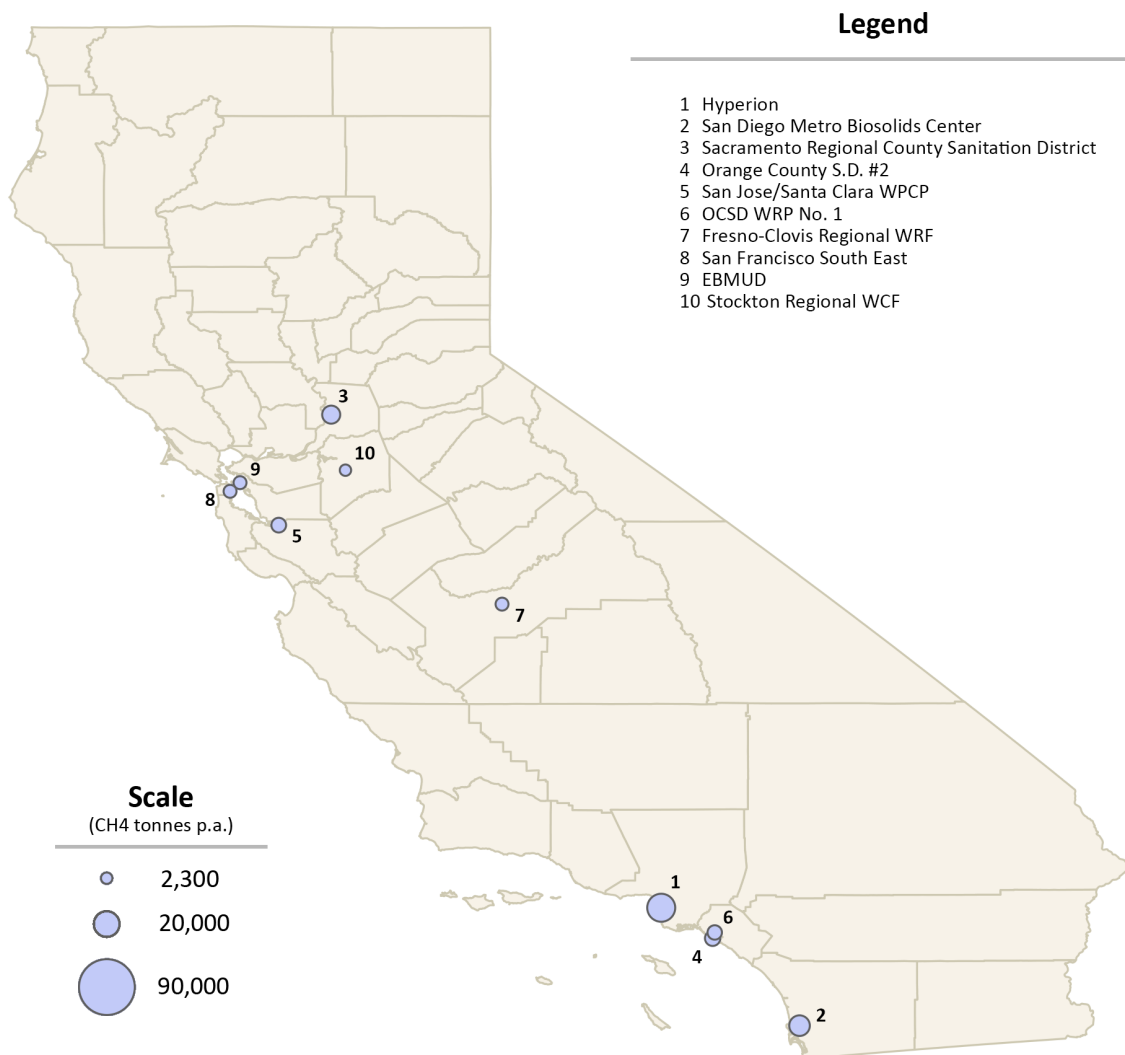 Legend
1 Hyperion
2 San Diego Metro Biosolids Center
3 Sacramento Regional County Sanitation District
4 Orange County S.D. #2
5 San Jose/Santa Clara WPCP
6 OCSD WRP No. 1
7 Fresno-Clovis Regional WRF
8 San Francisco South East
9 EBMUD
10 Stockton Regional WCF
3
10
9
8
5
7
Scale
(CH4 tonnes p.a.)
2,300
20,000
90,000
1
6
4
2